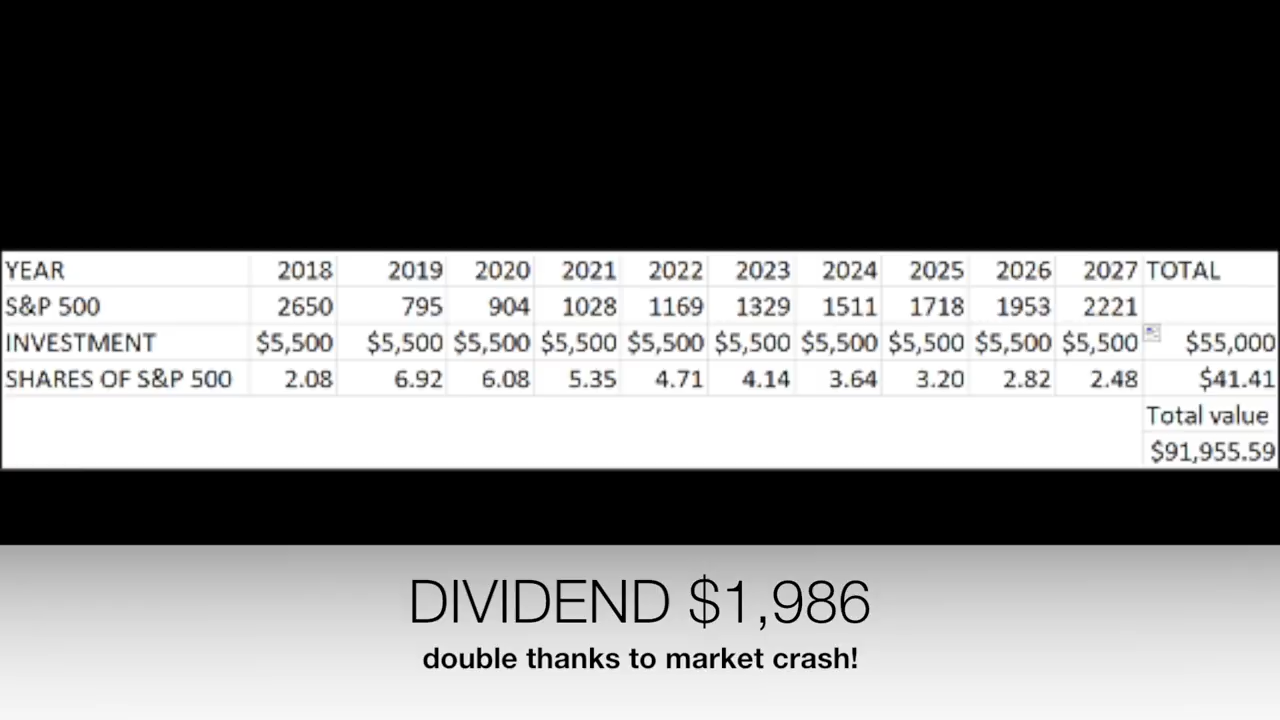 YEAR 2018 2019 2020 2021 2022 2023 2024 2025 2026 2027 TOTAL
S&P 500 2650 795 904 1028 1169 1329 1511 1718 1953 2221
INVESTMENT $5,500 $5,500 $5,500 $5,500 $5,500 $5,500 $5,500 $5,500 $5,500 $5,500 $55,000
SHARES OF S&P 500 2.08 6.92 6.08 5.35 4.71 4.14 3.64 3.20 2.82 2.48 $41.41
Total value
$91,955.59
DIVIDEND $1,986
double thanks to market crash!